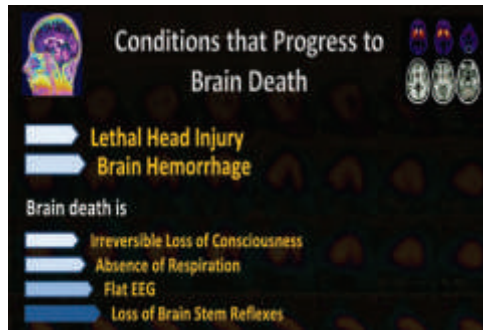 Conditions that Progress to
Brain Death
Lethal Head Injury
Brain Hemorrhage
Brain death is
Irreversible Loss of Consciousness
Absence of Respiration
Flat EEG
Loss of Brain Stem Reflexes